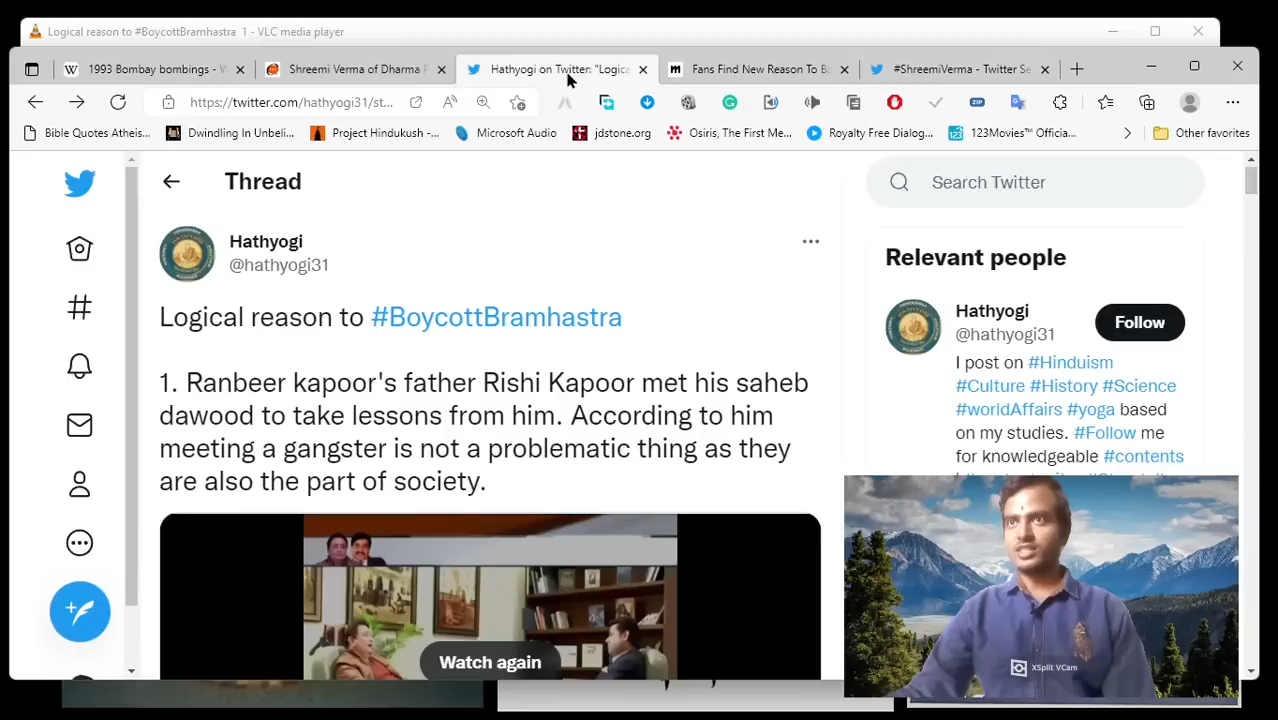 Logical reason to #BoycottBramhastra 1 - VLC media player
1993 Bombay bombings - W
Shreemi Verma of Dharma P
Hathyogi on Twitter: "Logic
Fans Find New Reason To Bo
#ShreemiVerma - Twitter Se
https://twitter.com/hathyogi31/st...
ZIP
Bible Quotes Atheis...
Dwindling In Unbeli...
Project Hindukush -...
Microsoft Audio
jdstone.org
Osiris, The First Me...
Royalty Free Dialog...
123Movies™ Officia...
Other favorites
Thread
Search Twitter
Hathyogi
@hathyogi31
Logical reason to #BoycottBramhastra
1. Ranbeer kapoor's father Rishi Kapoor met his saheb
dawood to take lessons from him. According to him
meeting a gangster is not a problematic thing as they
are also the part of society.
Watch again
Relevant people
Hathyogi
@hathyogi31
Follow
I post on #Hinduism
#Culture #History #Science
#worldAffairs #yoga based
on my studies. #Follow me
for knowledgeable #contents
XSplit VCam